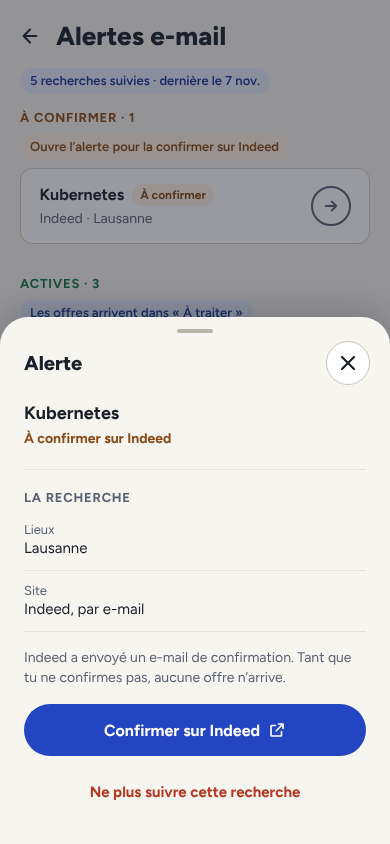 Alertes e-mail
5 recherches suivies · dernière le 7 nov.
À CONFIRMER · 1
Ouvre l'alerte pour la confirmer sur Indeed
Kubernetes À confirmer
Indeed · Lausanne
ACTIVES · 3
Les offres arrivent dans « À traiter »
Alerte
Kubernetes
À confirmer sur Indeed
LA RECHERCHE
Lieux
Lausanne
Site
Indeed, par e-mail
Indeed a envoyé un e-mail de confirmation. Tant que
tu ne confirmes pas, aucune offre n'arrive.
Confirmer sur Indeed
Ne plus suivre cette recherche